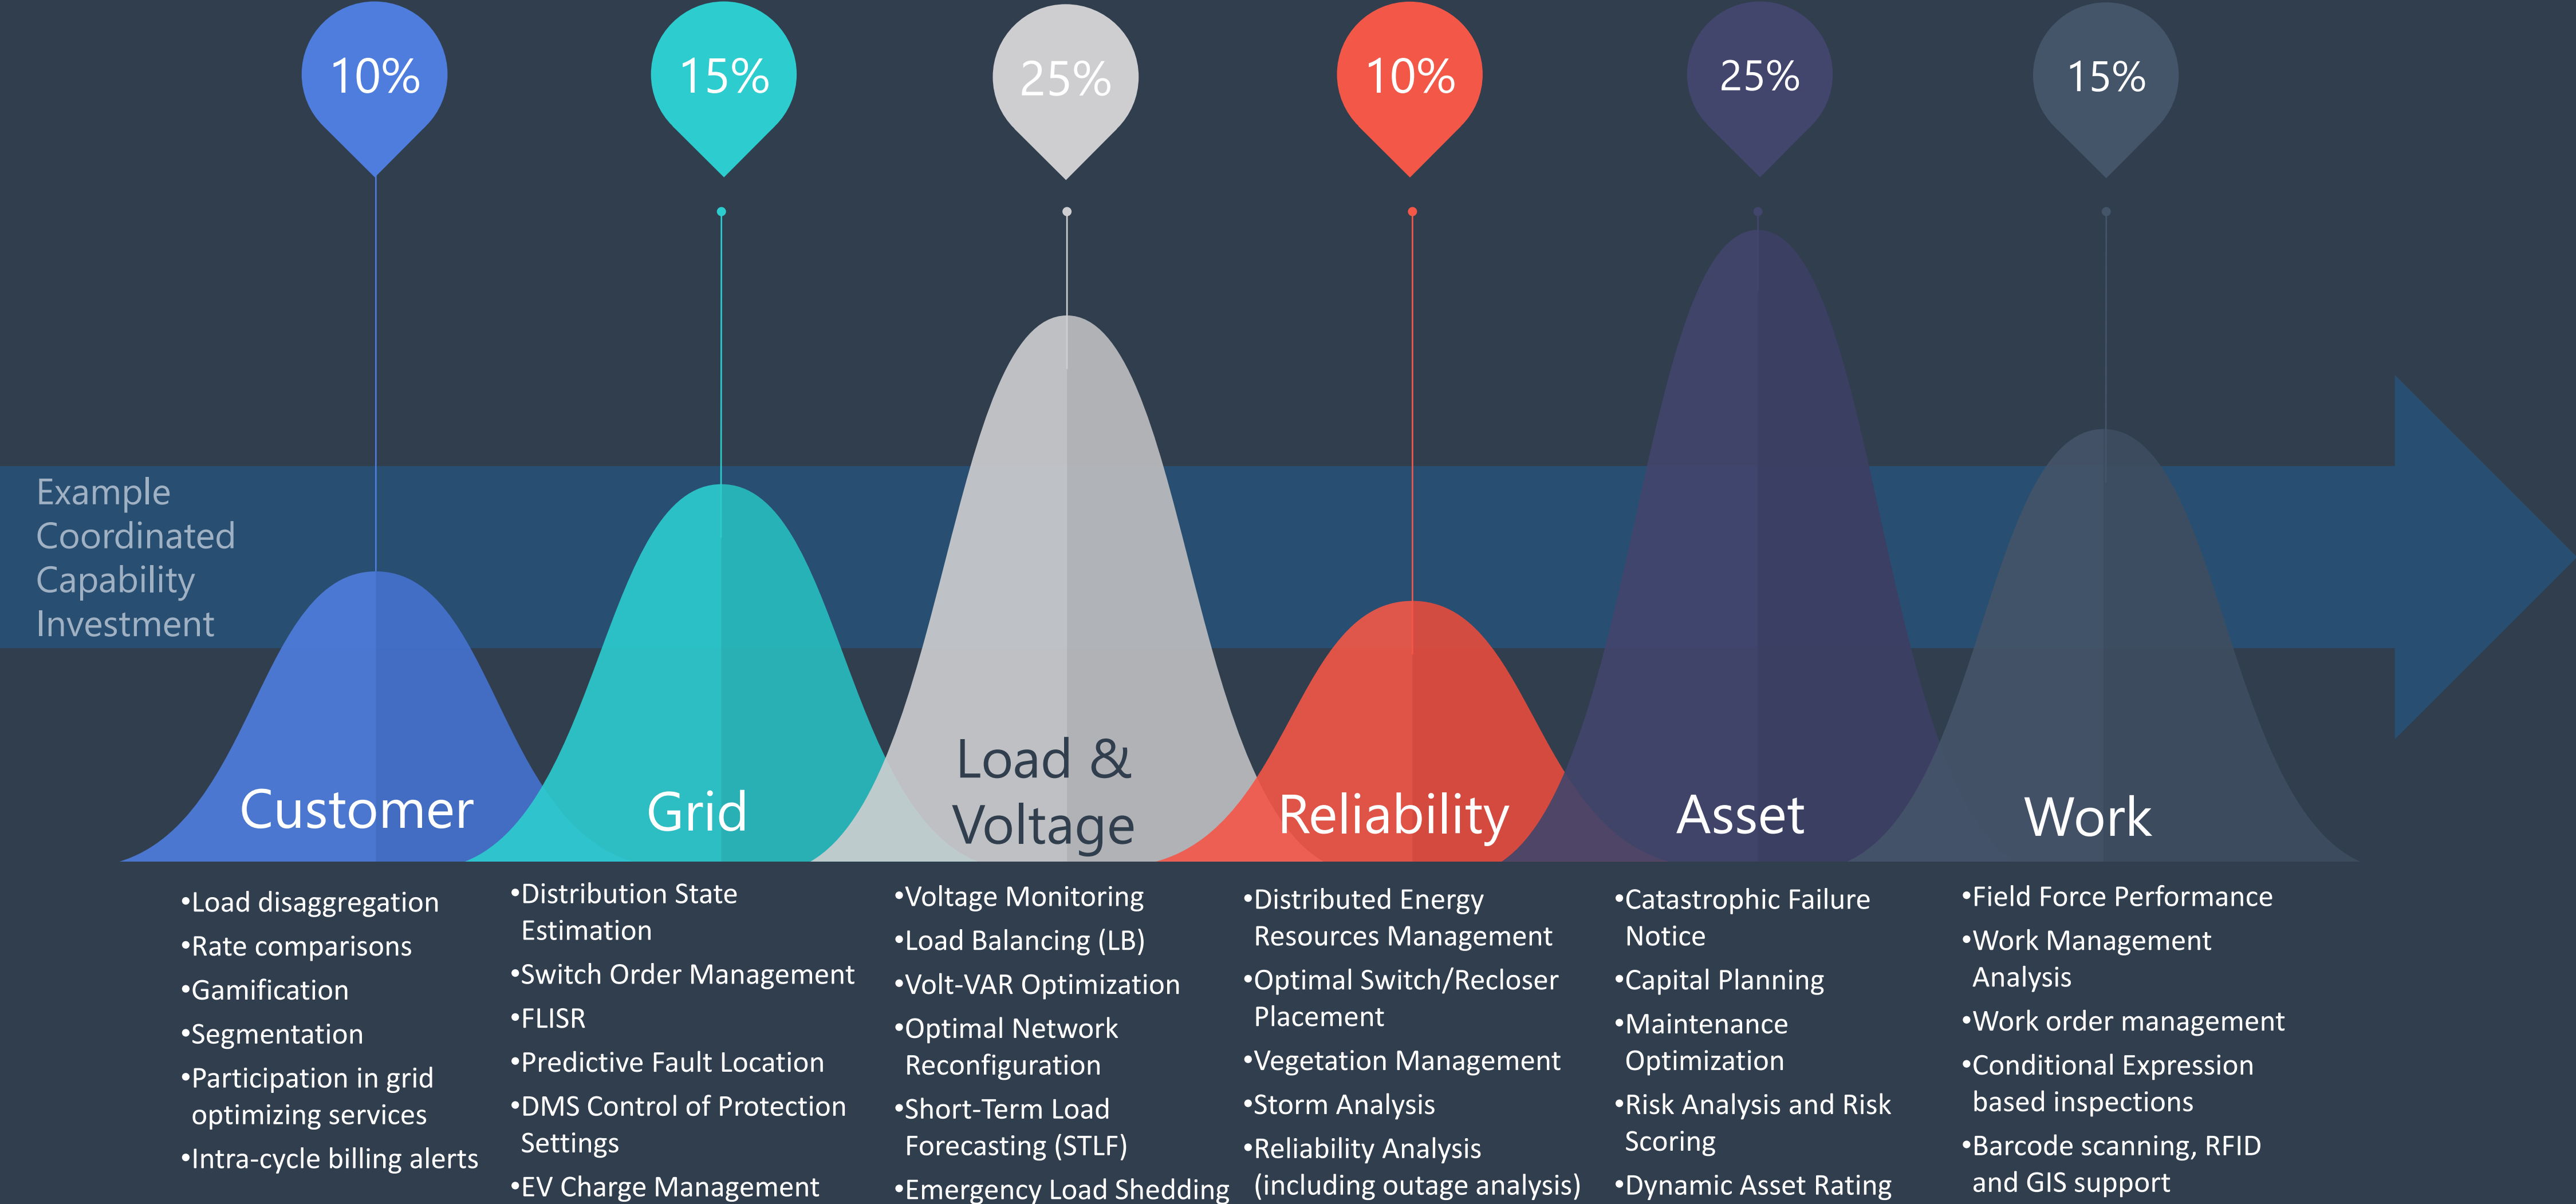 10%
15%
25%
10%
25%
15%
Example
Coordinated
Capability
Investment
Customer
Grid
Load &
Voltage
Reliability
Asset
Work
•Load disaggregation
•Rate comparisons
•Gamification
•Segmentation
•Participation in grid
optimizing services
•Intra-cycle billing alerts
•Distribution State
Estimation
•Switch Order Management
•FLISR
•Predictive Fault Location
•DMS Control of Protection
Settings
•EV Charge Management
•Voltage Monitoring
•Load Balancing (LB)
•Volt-VAR Optimization
•Optimal Network
Reconfiguration
•Short-Term Load
Forecasting (STLF)
•Emergency Load Shedding
•Distributed Energy
Resources Management
•Optimal Switch/Recloser
Placement
•Vegetation Management
•Storm Analysis
•Reliability Analysis
(including outage analysis)
•Catastrophic Failure
Notice
•Capital Planning
•Maintenance
Optimization
•Risk Analysis and Risk
Scoring
•Dynamic Asset Rating
•Field Force Performance
•Work Management
Analysis
•Work order management
•Conditional Expression
based inspections
•Barcode scanning, RFID
and GIS support